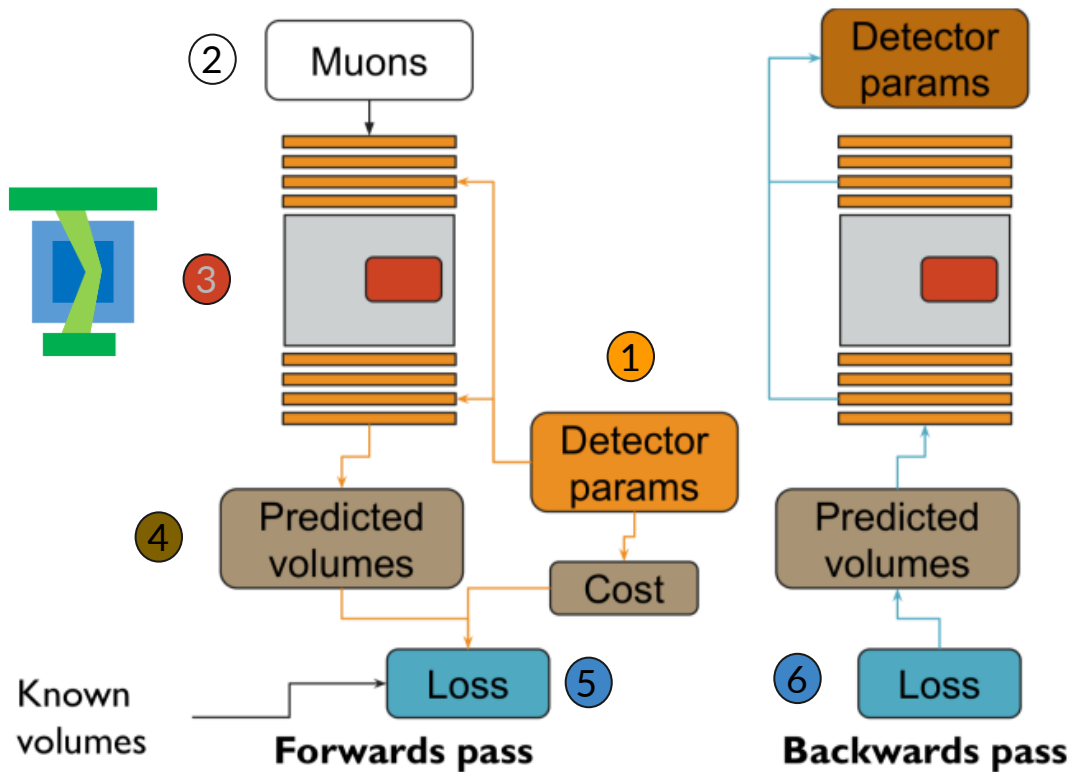 2
Muons
3
1
Detector
params
4
Predicted
volumes
Cost
Known
volumes
Loss
5
Forwards pass
Detector
params
Predicted
volumes
6
Loss
Backwards pass